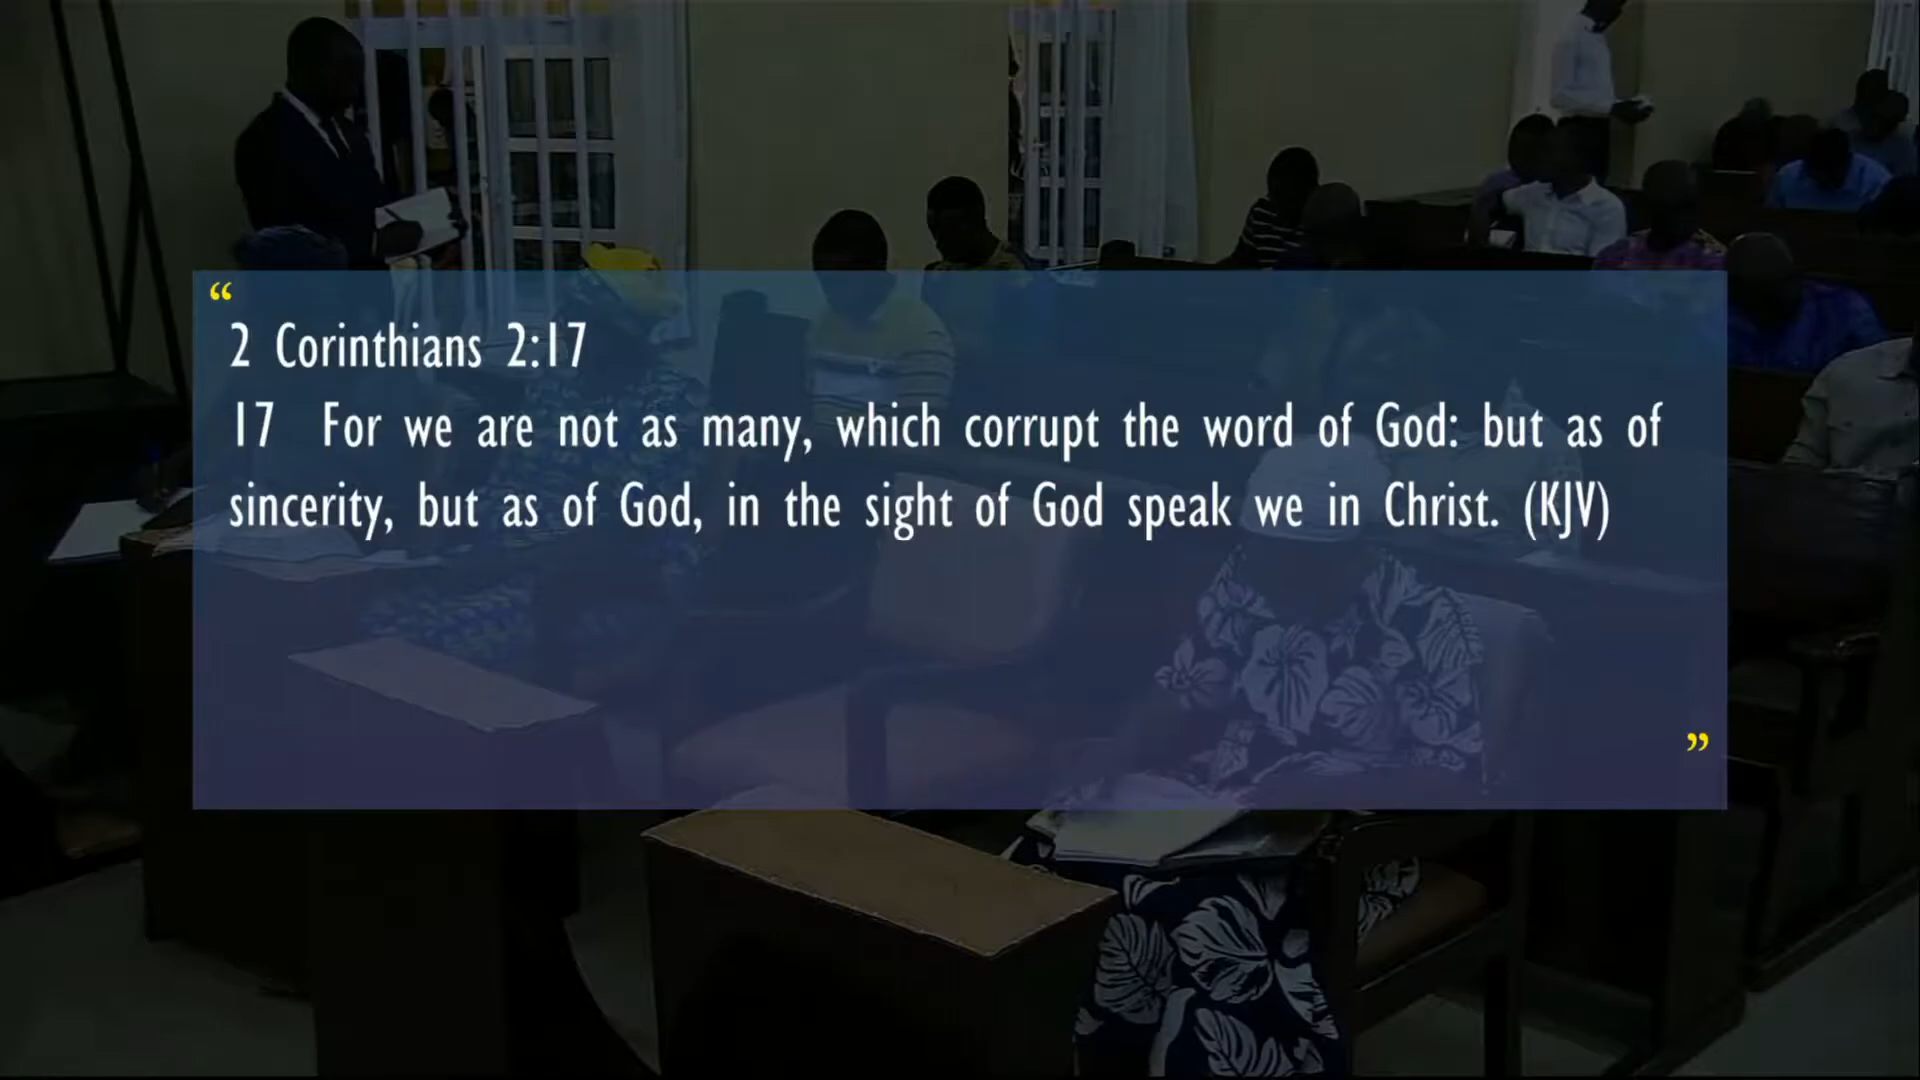 “
2 Corinthians 2:17
17 For we are not as many, which corrupt the word of God: but as of
sincerity, but as of God, in the sight of God speak we in Christ. (KJV)
”